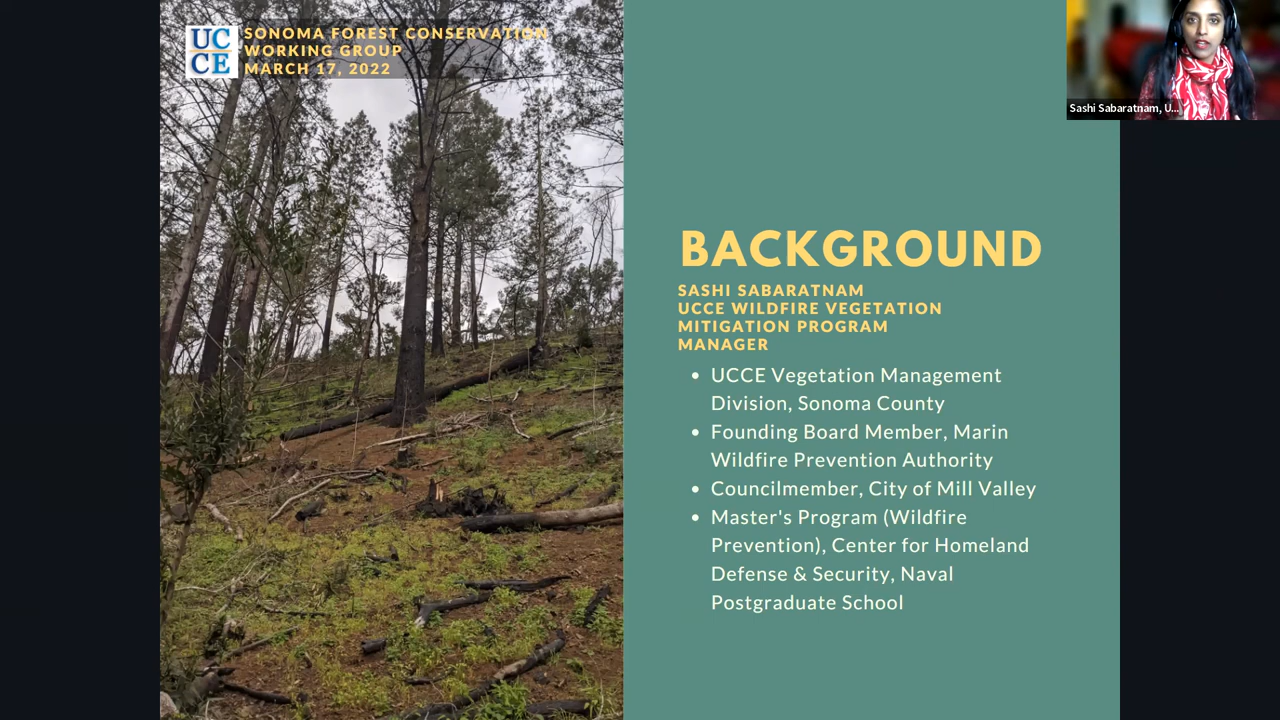 UC
CE
SONOMA FOREST CONSERVATION
WORKING GROUP
MARCH 17, 2022
Sashi Sabaratnam, U...
BACKGROUND
SASHI SABARATNAM
UCCE WILDFIRE VEGETATION
MITIGATION PROGRAM
MANAGER
• UCCE Vegetation Management
Division, Sonoma County
• Founding Board Member, Marin
Wildfire Prevention Authority
• Councilmember, City of Mill Valley
• Master's Program (Wildfire
Prevention), Center for Homeland
Defense & Security, Naval
Postgraduate School